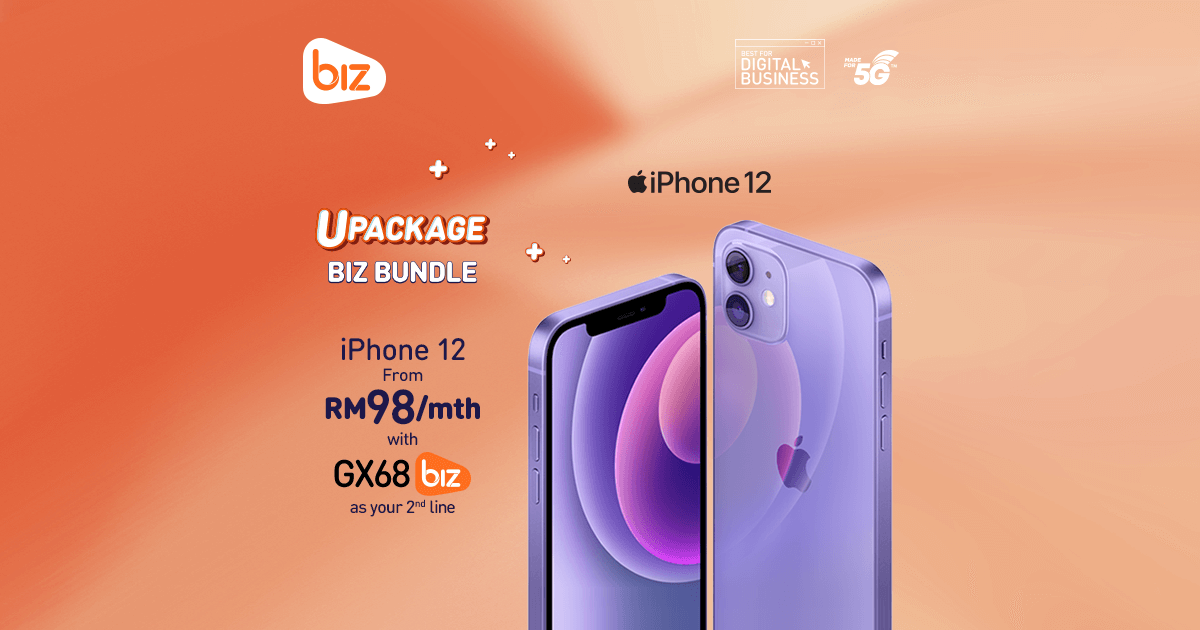 biz
BEST FOR
DIGITAL
BUSINESS
MADE
FOR 5G
iPhone 12
UPACKAGE
BIZ BUNDLE
iPhone 12
From
RM98/mth
with
GX68 biz
as your 2nd line